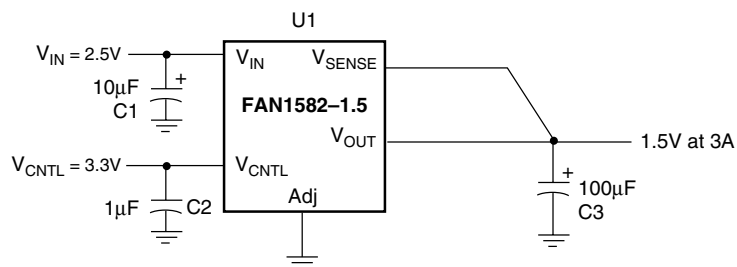 U1
V_IN = 2.5V
V_IN
V_SENSE
10μF
+
C1
FAN1582–1.5
V_OUT
1.5V at 3A
V_CNTL = 3.3V
V_CNTL
+
100μF
C3
1μF
C2
Adj